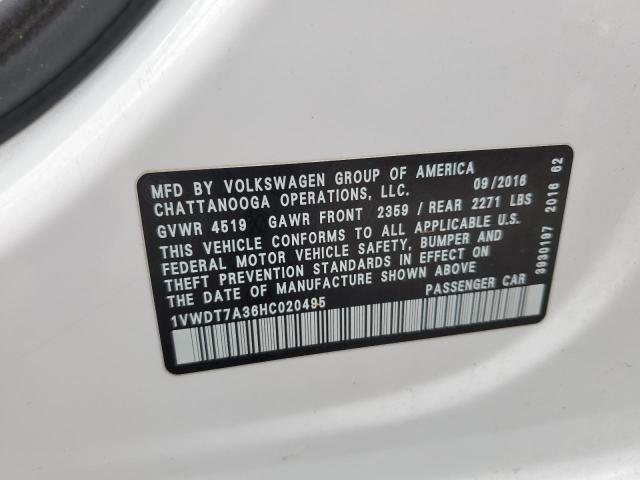 MFD BY VOLKSWAGEN GROUP OF AMERICA
CHATTANOOGA OPERATIONS, LLC. 09/2016
GVWR 4519 GAWR FRONT 2359 / REAR 2271 LBS
THIS VEHICLE CONFORMS TO ALL APPLICABLE U.S.
FEDERAL MOTOR VEHICLE SAFETY, BUMPER AND
THEFT PREVENTION STANDARDS IN EFFECT ON
THE DATE OF MANUFACTURE SHOWN ABOVE
1VWDT7A36HC020495 PASSENGER CAR
3930197 2016 62